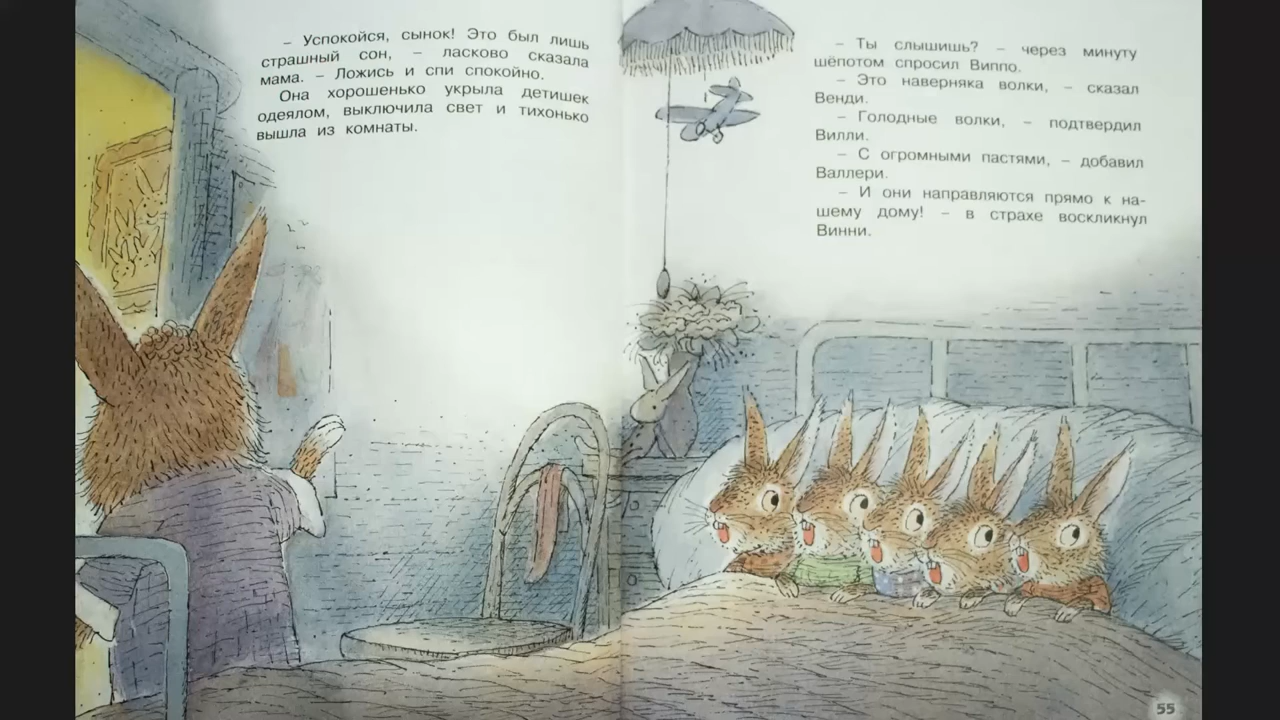 – Успокойся, сынок! Это был лишь
страшный сон, – ласково сказала
мама. – Ложись и спи спокойно.
Она хорошенько укрыла детишек
одеялом, выключила свет и тихонько
вышла из комнаты.
– Ты слышишь? – через минуту
шёпотом спросил Виппо.
– Это наверняка волки, – сказал
Венди.
– Голодные волки, – подтвердил
Вилли.
– С огромными пастями, – добавил
Валлери.
– И они направляются прямо к на-
шему дому! – в страхе воскликнул
Винни.
55